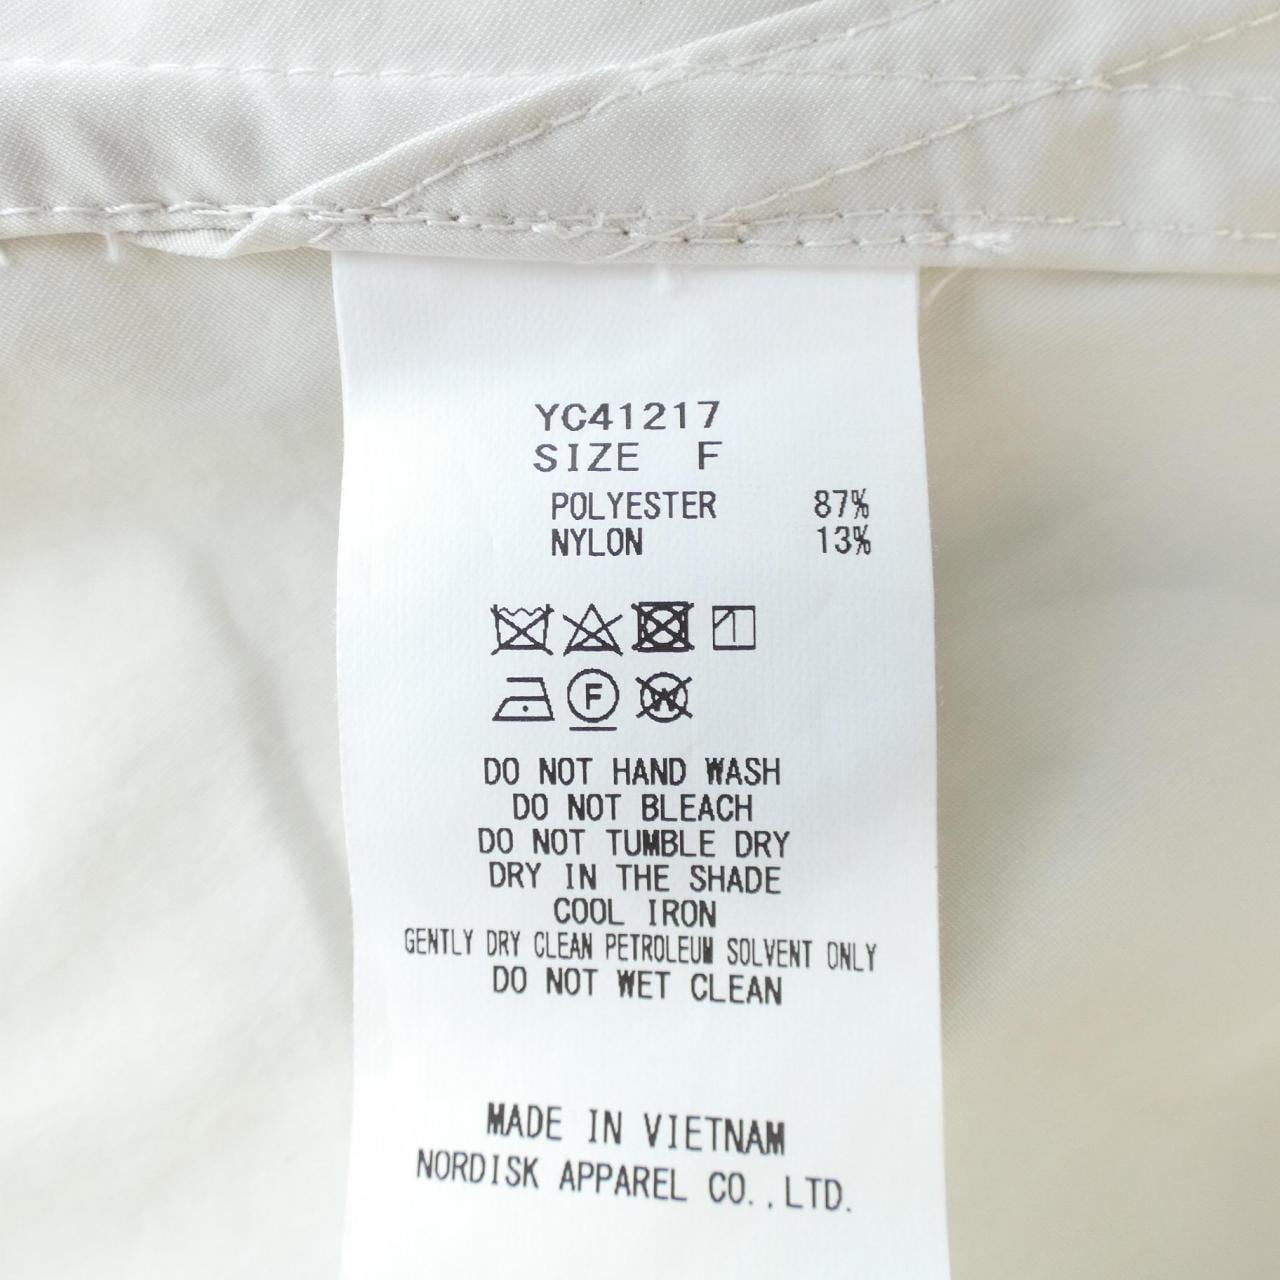 YC41217
SIZE F
POLYESTER 87%
NYLON 13%
F W
DO NOT HAND WASH
DO NOT BLEACH
DO NOT TUMBLE DRY
DRY IN THE SHADE
COOL IRON
GENTLY DRY CLEAN PETROLEUM SOLVENT ONLY
DO NOT WET CLEAN
MADE IN VIETNAM
NORDISK APPAREL CO.,LTD.